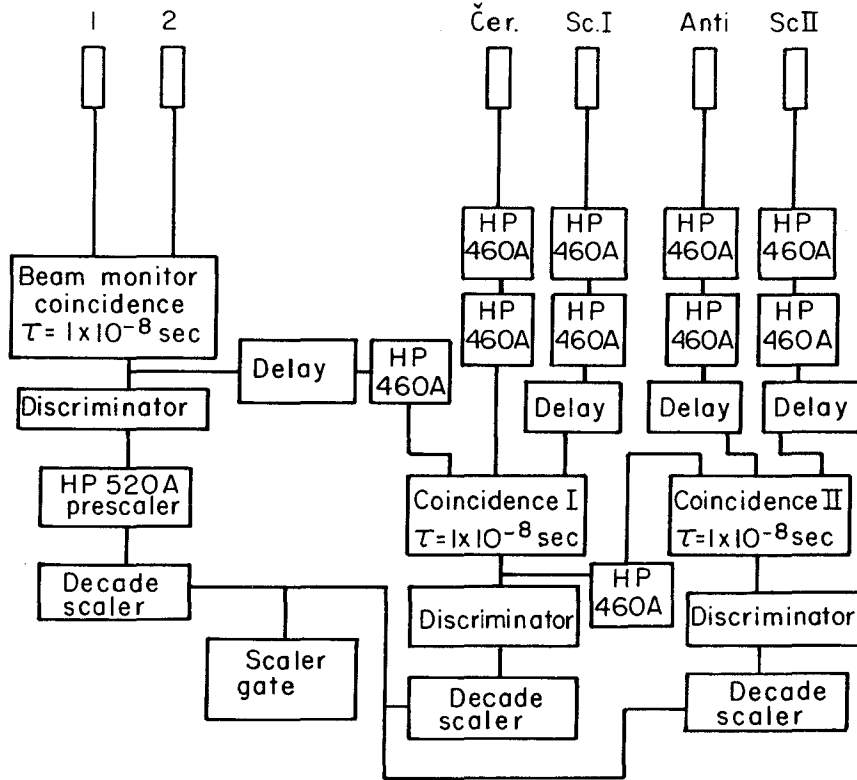 1
2
Čer.
Sc.I
Anti
ScII
HP
460A
HP
460A
HP
460A
HP
460A
Beam monitor
coincidence
τ = 1x10⁻⁸ sec
HP
460A
HP
460A
HP
460A
HP
460A
Delay
HP
460A
Discriminator
Delay
Delay
Delay
HP 520A
prescaler
Coincidence I
τ=1x10⁻⁸ sec
Coincidence II
τ=1x10⁻⁸ sec
Decade
scaler
HP
460A
Discriminator
Discriminator
Scaler
gate
Decade
scaler
Decade
scaler